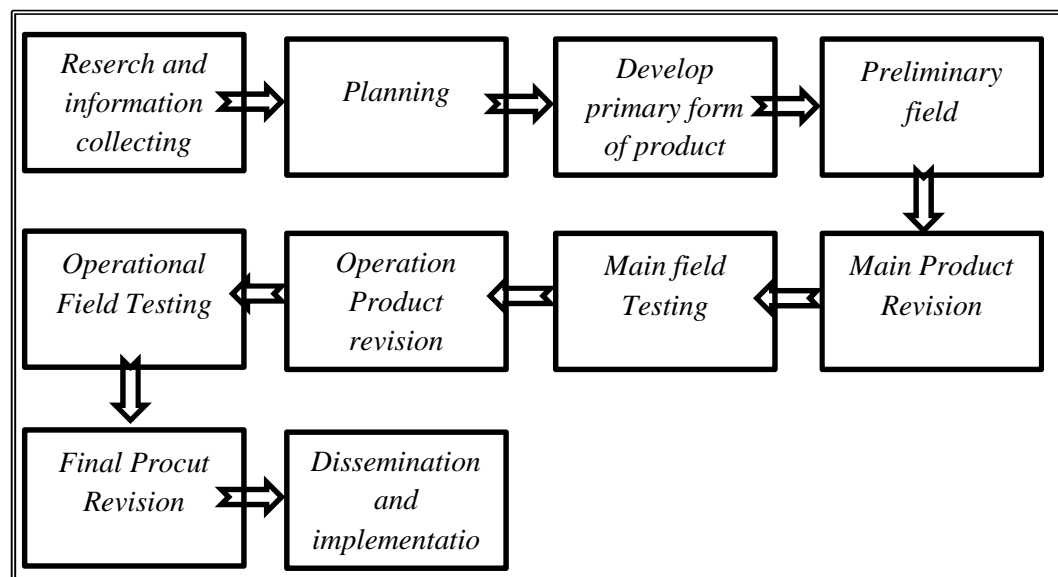 Reserch and
information
collecting
Planning
Develop
primary form
of product
Preliminary
field
Main Product
Revision
Main field
Testing
Operation
Product
revision
Operational
Field Testing
Final Procut
Revision
Dissemination
and
implementatio